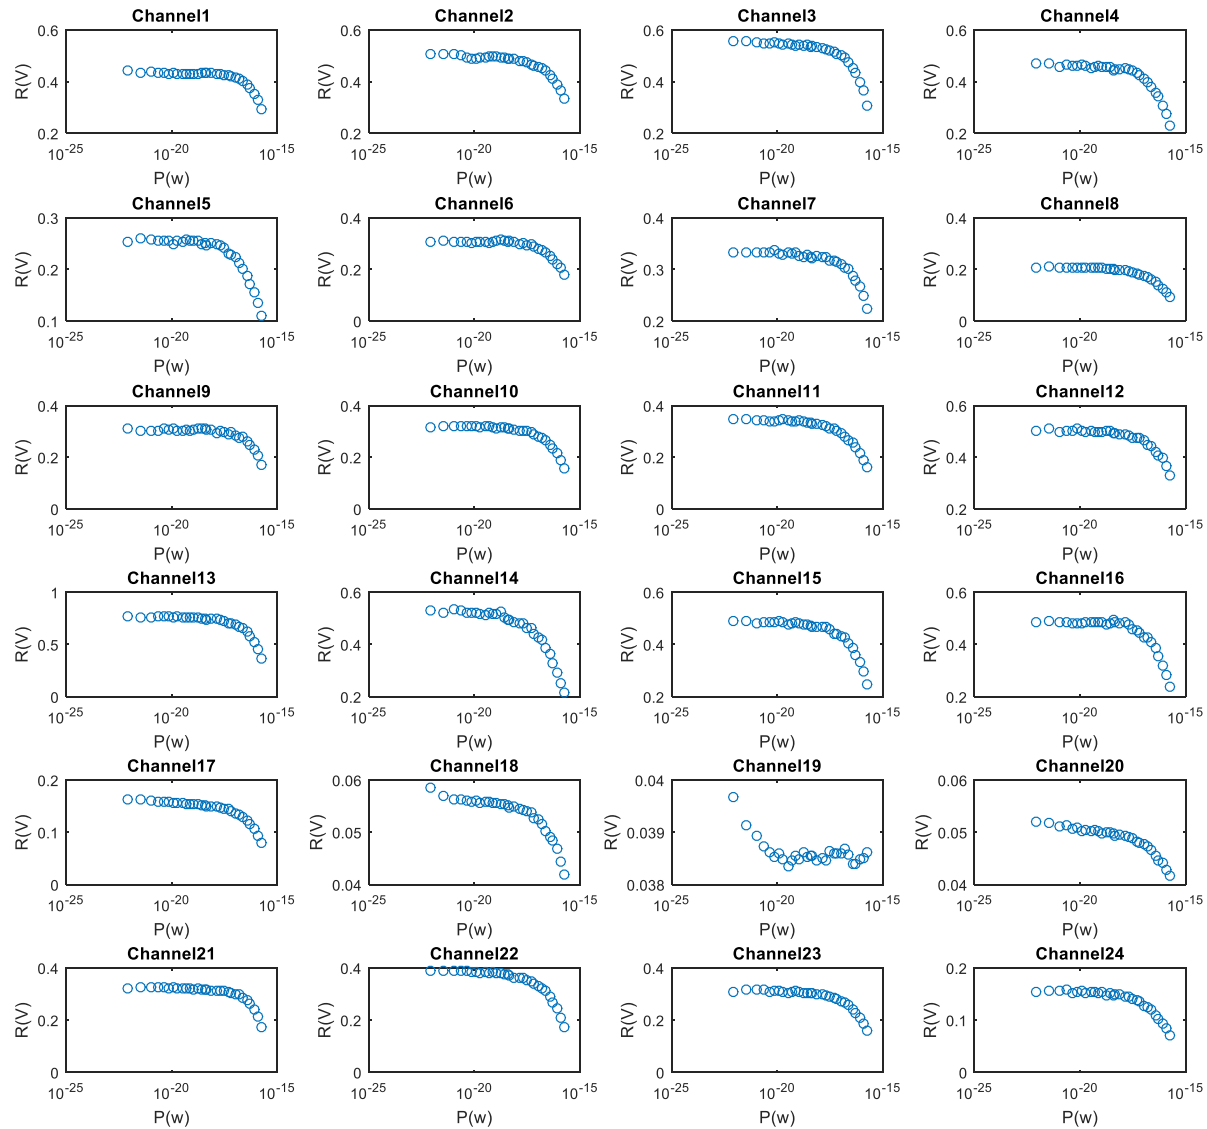 Channel1
0.6
0.4
0.2
R(V)
10-25
10-20
10-15
P(w)
Channel2
0.6
0.4
0.2
R(V)
10-25
10-20
10-15
P(w)
Channel3
0.6
0.4
0.2
R(V)
10-25
10-20
10-15
P(w)
Channel4
0.6
0.4
0.2
R(V)
10-25
10-20
10-15
P(w)
Channel5
0.3
0.2
0.1
R(V)
10-25
10-20
10-15
P(w)
Channel6
0.4
0.2
0
R(V)
10-25
10-20
10-15
P(w)
Channel7
0.4
0.3
0.2
R(V)
10-25
10-20
10-15
P(w)
Channel8
0.4
0.2
0
R(V)
10-25
10-20
10-15
P(w)
Channel9
0.4
0.2
0
R(V)
10-25
10-20
10-15
P(w)
Channel10
0.4
0.2
0
R(V)
10-25
10-20
10-15
P(w)
Channel11
0.4
0.2
0
R(V)
10-25
10-20
10-15
P(w)
Channel12
0.6
0.4
0.2
R(V)
10-25
10-20
10-15
P(w)
Channel13
1
0.5
0
R(V)
10-25
10-20
10-15
P(w)
Channel14
0.6
0.4
0.2
R(V)
10-25
10-20
10-15
P(w)
Channel15
0.6
0.4
0.2
R(V)
10-25
10-20
10-15
P(w)
Channel16
0.6
0.4
0.2
R(V)
10-25
10-20
10-15
P(w)
Channel17
0.2
0.1
0
R(V)
10-25
10-20
10-15
P(w)
Channel18
0.06
0.05
0.04
R(V)
10-25
10-20
10-15
P(w)
Channel19
0.04
0.039
0.038
R(V)
10-25
10-20
10-15
P(w)
Channel20
0.06
0.05
0.04
R(V)
10-25
10-20
10-15
P(w)
Channel21
0.4
0.2
0
R(V)
10-25
10-20
10-15
P(w)
Channel22
0.4
0.2
0
R(V)
10-25
10-20
10-15
P(w)
Channel23
0.4
0.2
0
R(V)
10-25
10-20
10-15
P(w)
Channel24
0.2
0.1
0
R(V)
10-25
10-20
10-15
P(w)